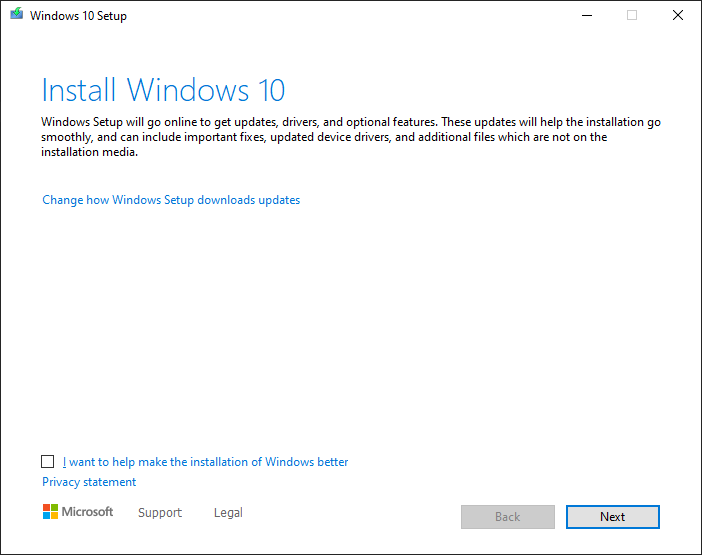 Windows 10 Setup
Install Windows 10
Windows Setup will go online to get updates, drivers, and optional features. These updates will help the installation go
smoothly, and can include important fixes, updated device drivers, and additional files which are not on the
installation media.
Change how Windows Setup downloads updates
I want to help make the installation of Windows better
Privacy statement
Microsoft Support Legal Back Next